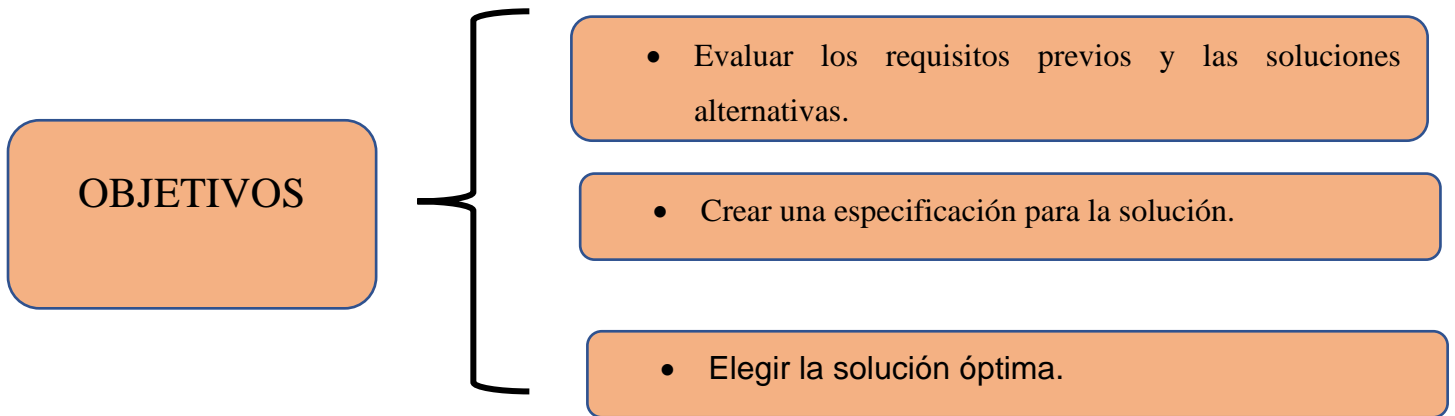 OBJETIVOS
• Evaluar los requisitos previos y las soluciones
alternativas.
• Crear una especificación para la solución.
• Elegir la solución óptima.